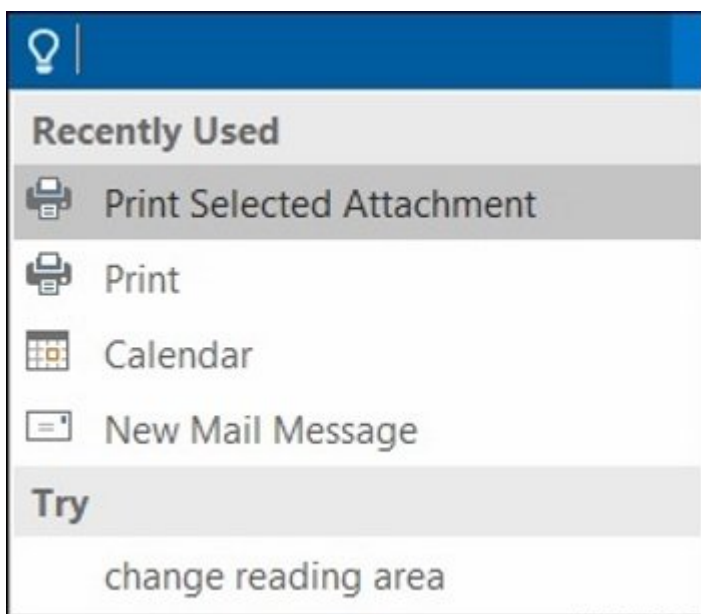 Recently Used
Print Selected Attachment
Print
Calendar
New Mail Message
Try
change reading area